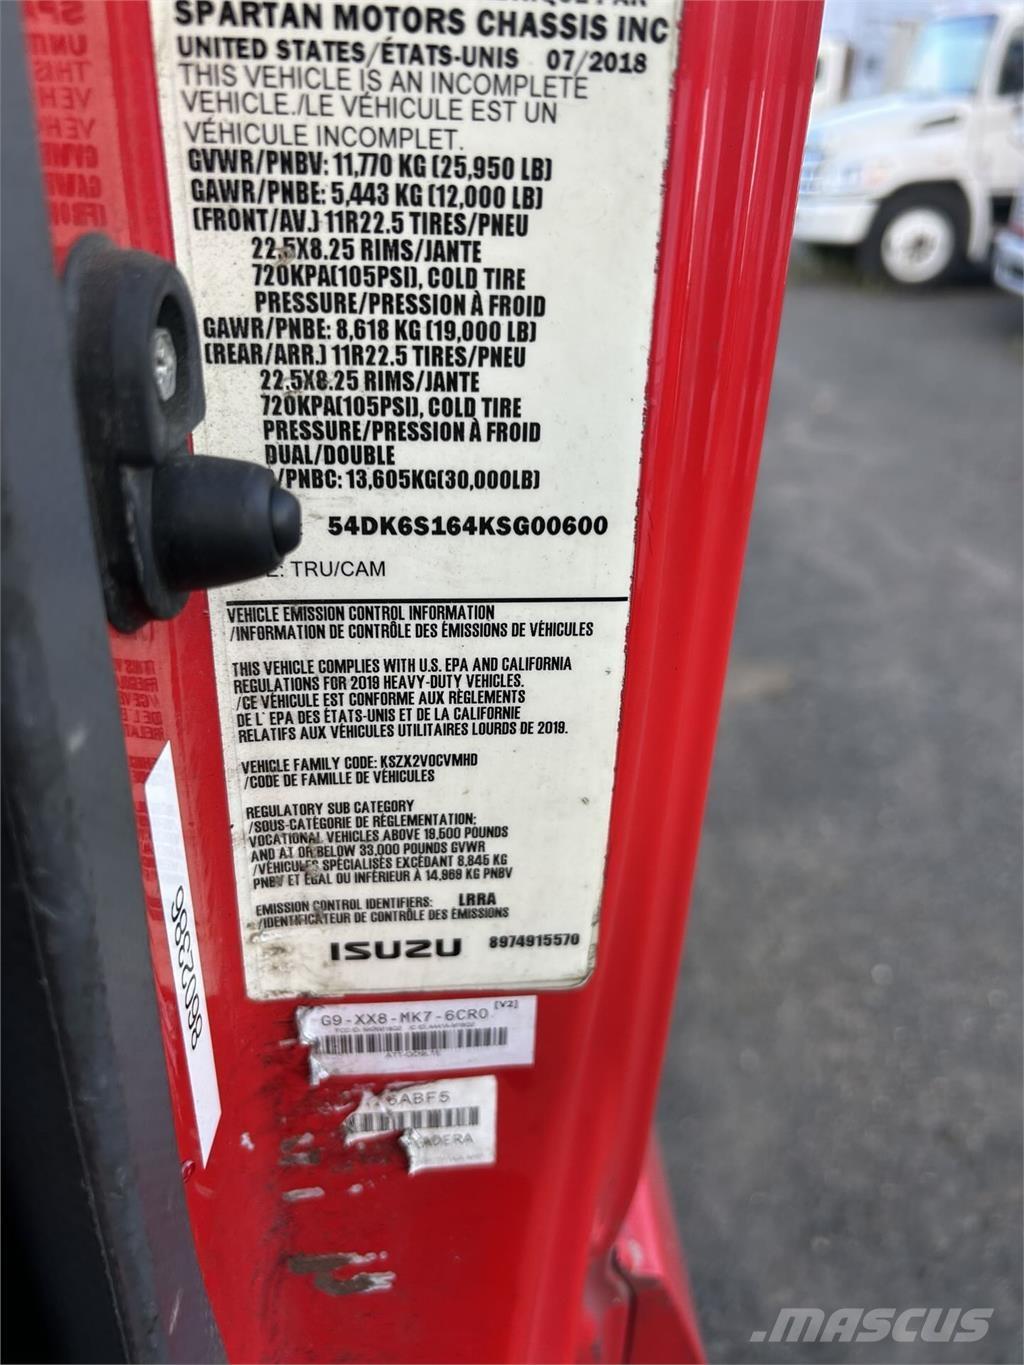 SPARTAN MOTORS CHASSIS INC
UNITED STATES/ÉTATS-UNIS 07/2018
THIS VEHICLE IS AN INCOMPLETE
VEHICLE./LE VÉHICULE EST UN
VÉHICULE INCOMPLET.
GVWR/PNBV: 11,770 KG (25,950 LB)
GAWR/PNBE: 5,443 KG (12,000 LB)
(FRONT/AV.) 11R22.5 TIRES/PNEU
22.5X8.25 RIMS/JANTE
720KPA(105PSI), COLD TIRE
PRESSURE/PRESSION À FROID
GAWR/PNBE: 8,618 KG (19,000 LB)
(REAR/ARR.) 11R22.5 TIRES/PNEU
22.5X8.25 RIMS/JANTE
720KPA(105PSI), COLD TIRE
PRESSURE/PRESSION À FROID
DUAL/DOUBLE
/PNBC: 13,605KG(30,000LB)
54DK6S164KSG00600
: TRU/CAM
VEHICLE EMISSION CONTROL INFORMATION
/INFORMATION DE CONTRÔLE DES ÉMISSIONS DE VÉHICULES
THIS VEHICLE COMPLIES WITH U.S. EPA AND CALIFORNIA
REGULATIONS FOR 2019 HEAVY-DUTY VEHICLES.
/CE VÉHICULE EST CONFORME AUX RÈGLEMENTS
DE L' EPA DES ÉTATS-UNIS ET DE LA CALIFORNIE
RELATIFS AUX VÉHICULES UTILITAIRES LOURDS DE 2019.
VEHICLE FAMILY CODE: KSZX2VOCVMHD
/CODE DE FAMILLE DE VÉHICULES
REGULATORY SUB CATEGORY
/SOUS-CATÉGORIE DE RÉGLEMENTATION:
VOCATIONAL VEHICLES ABOVE 19,500 POUNDS
AND AT OR BELOW 33,000 POUNDS GVWR
/VÉHICULES SPÉCIALISÉS EXCÉDANT 8,845 KG
PNBV ET ÉGAL OU INFÉRIEUR À 14,969 KG PNBV
EMISSION CONTROL IDENTIFIERS: LRRA
/IDENTIFICATEUR DE CONTRÔLE DES ÉMISSIONS
ISUZU 8974915570
G9-XX8-MK7-6CR0 [V2]
6ABF5
ADERA
8602386
MASCUS